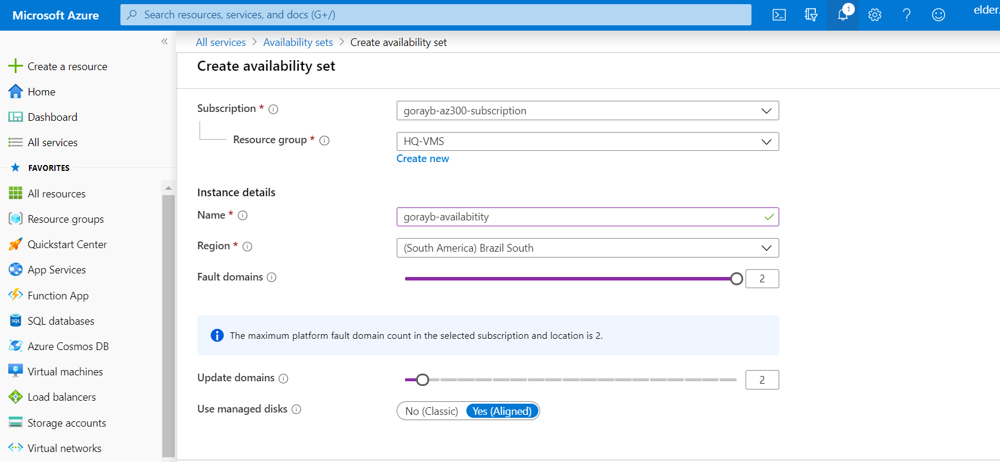 Microsoft Azure
Search resources, services, and docs (G+/)
1
elder.
All services > Availability sets > Create availability set
Create availability set
Create a resource
Home
Dashboard
All services
FAVORITES
All resources
Resource groups
Quickstart Center
App Services
Function App
SQL databases
Azure Cosmos DB
Virtual machines
Load balancers
Storage accounts
Virtual networks
Subscription *
gorayb-az300-subscription
Resource group *
HQ-VMS
Create new
Instance details
Name *
gorayb-availabitity
Region *
(South America) Brazil South
Fault domains
2
The maximum platform fault domain count in the selected subscription and location is 2.
Update domains
2
Use managed disks
No (Classic) Yes (Aligned)